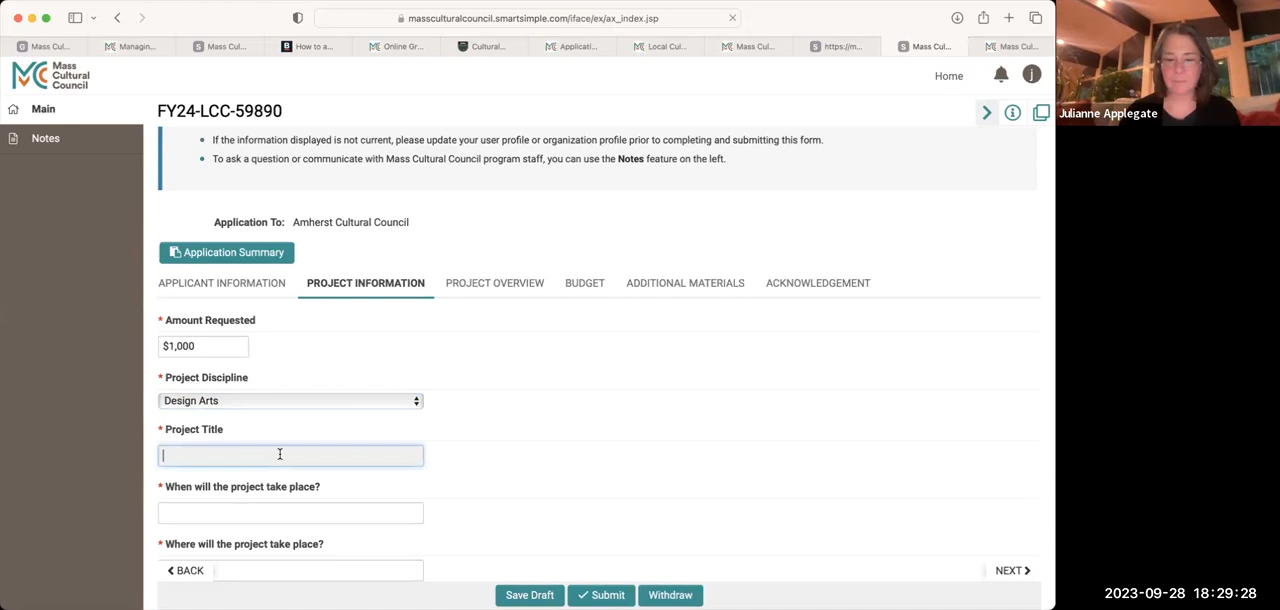 massculturalcouncil.smartsimple.com/iface/ex/ax_index.jsp
Mass Cul...
Managin...
Mass Cul...
How to a...
Online Gr...
Cultural...
Applicati...
Local Cul...
Mass Cul...
https://m...
Mass Cul...
Mass Cul...
Mass
Cultural
Council
Home
j
Julianne Applegate
Main
Notes
FY24-LCC-59890
If the information displayed is not current, please update your user profile or organization profile prior to completing and submitting this form.
To ask a question or communicate with Mass Cultural Council program staff, you can use the Notes feature on the left.
Application To: Amherst Cultural Council
Application Summary
APPLICANT INFORMATION PROJECT INFORMATION PROJECT OVERVIEW BUDGET ADDITIONAL MATERIALS ACKNOWLEDGEMENT
* Amount Requested
$1,000
* Project Discipline
Design Arts
* Project Title
* When will the project take place?
* Where will the project take place?
BACK
NEXT
Save Draft Submit Withdraw
2023-09-28 18:29:28